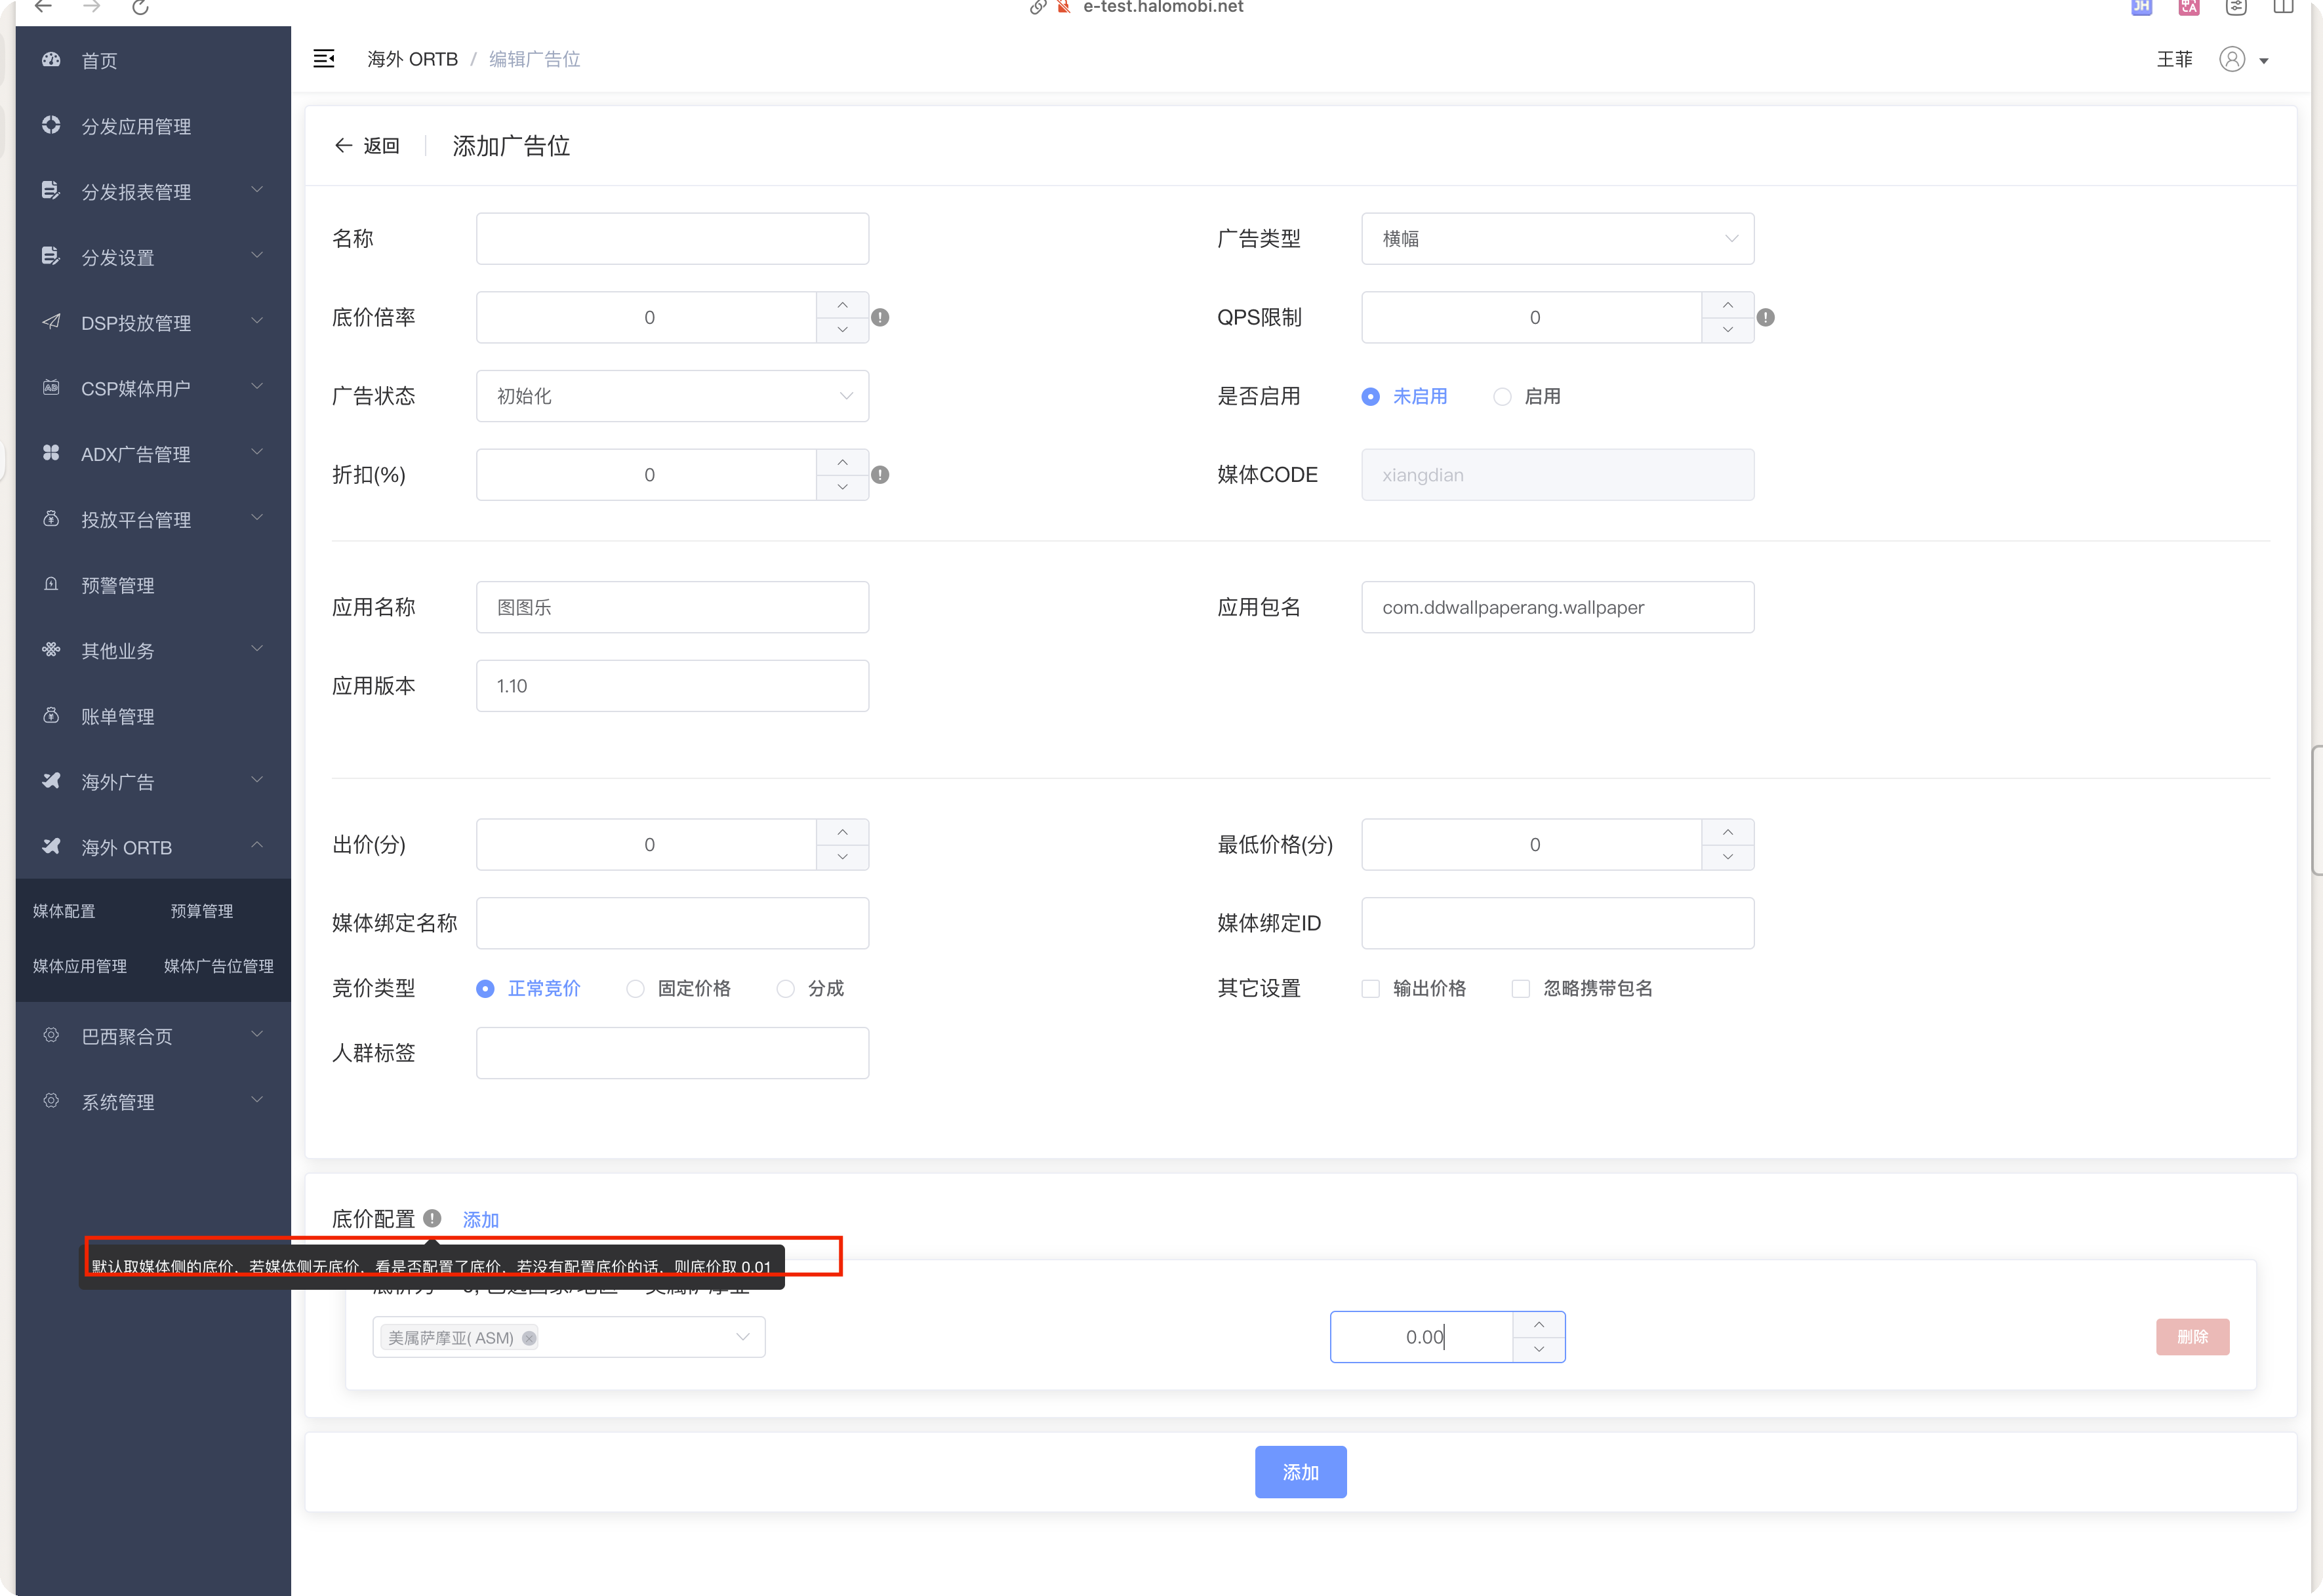 e-test.halomobi.net
JH
首页
分发应用管理
分发报表管理
分发设置
DSP投放管理
CSP媒体用户
ADX广告管理
投放平台管理
预警管理
其他业务
账单管理
海外广告
海外 ORTB
媒体配置 预算管理
媒体应用管理 媒体广告位管理
巴西聚合页
系统管理
海外 ORTB / 编辑广告位
王菲
返回 添加广告位
名称 广告类型 横幅
底价倍率 0 QPS限制 0
广告状态 初始化 是否启用 未启用 启用
折扣(%) 0 媒体CODE xiangdian
应用名称 图图乐 应用包名 com.ddwallpaperang.wallpaper
应用版本 1.10
出价(分) 0 最低价格(分) 0
媒体绑定名称 媒体绑定ID
竞价类型 正常竞价 固定价格 分成 其它设置 输出价格 忽略携带包名
人群标签
底价配置 添加
默认取媒体侧的底价，若媒体侧无底价，看是否配置了底价，若没有配置底价的话，则底价取 0.01
美属萨摩亚( ASM) 0.00 删除
添加